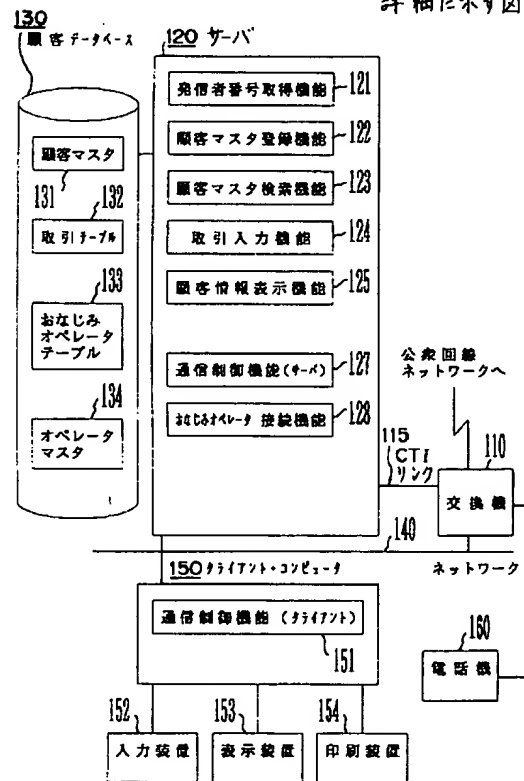 詳細に示す図
130
顧客データベース
120 サーバ
発信者番号取得機能 121
顧客マスタ登録機能 122
顧客マスタ検索機能 123
取引入力機能 124
顧客情報表示機能 125
通信制御機能(サーバ) 127
おなじみオペレータ 接続機能 128
顧客マスタ
131
132
取引テーブル
133
おなじみ
オペレータ
テーブル
134
オペレータ
マスタ
公衆回線
ネットワークへ
115
CTI
リンク
110
交換機
140
ネットワーク
150 クライアント・コンピュータ
通信制御機能 (クライアント)
151
160
電話機
152
入力装置
153
表示装置
154
印刷装置